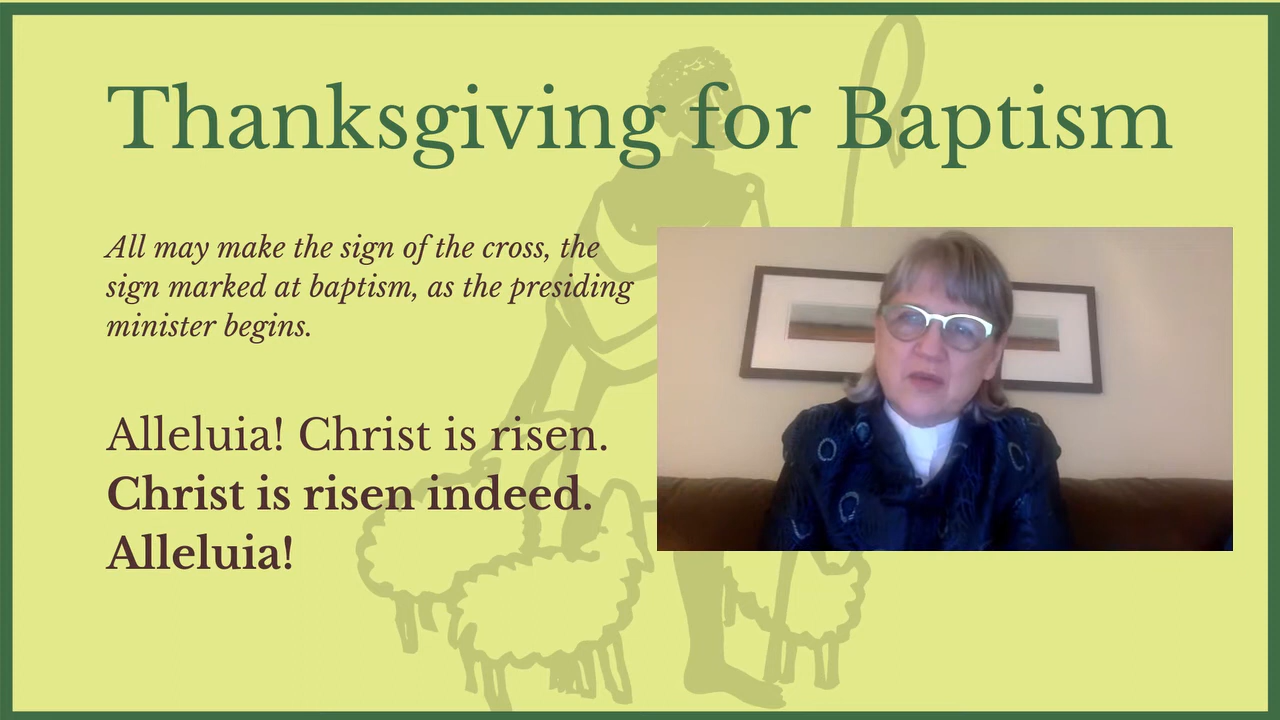 Thanksgiving for Baptism
All may make the sign of the cross, the
sign marked at baptism, as the presiding
minister begins.
Alleluia! Christ is risen.
Christ is risen indeed.
Alleluia!